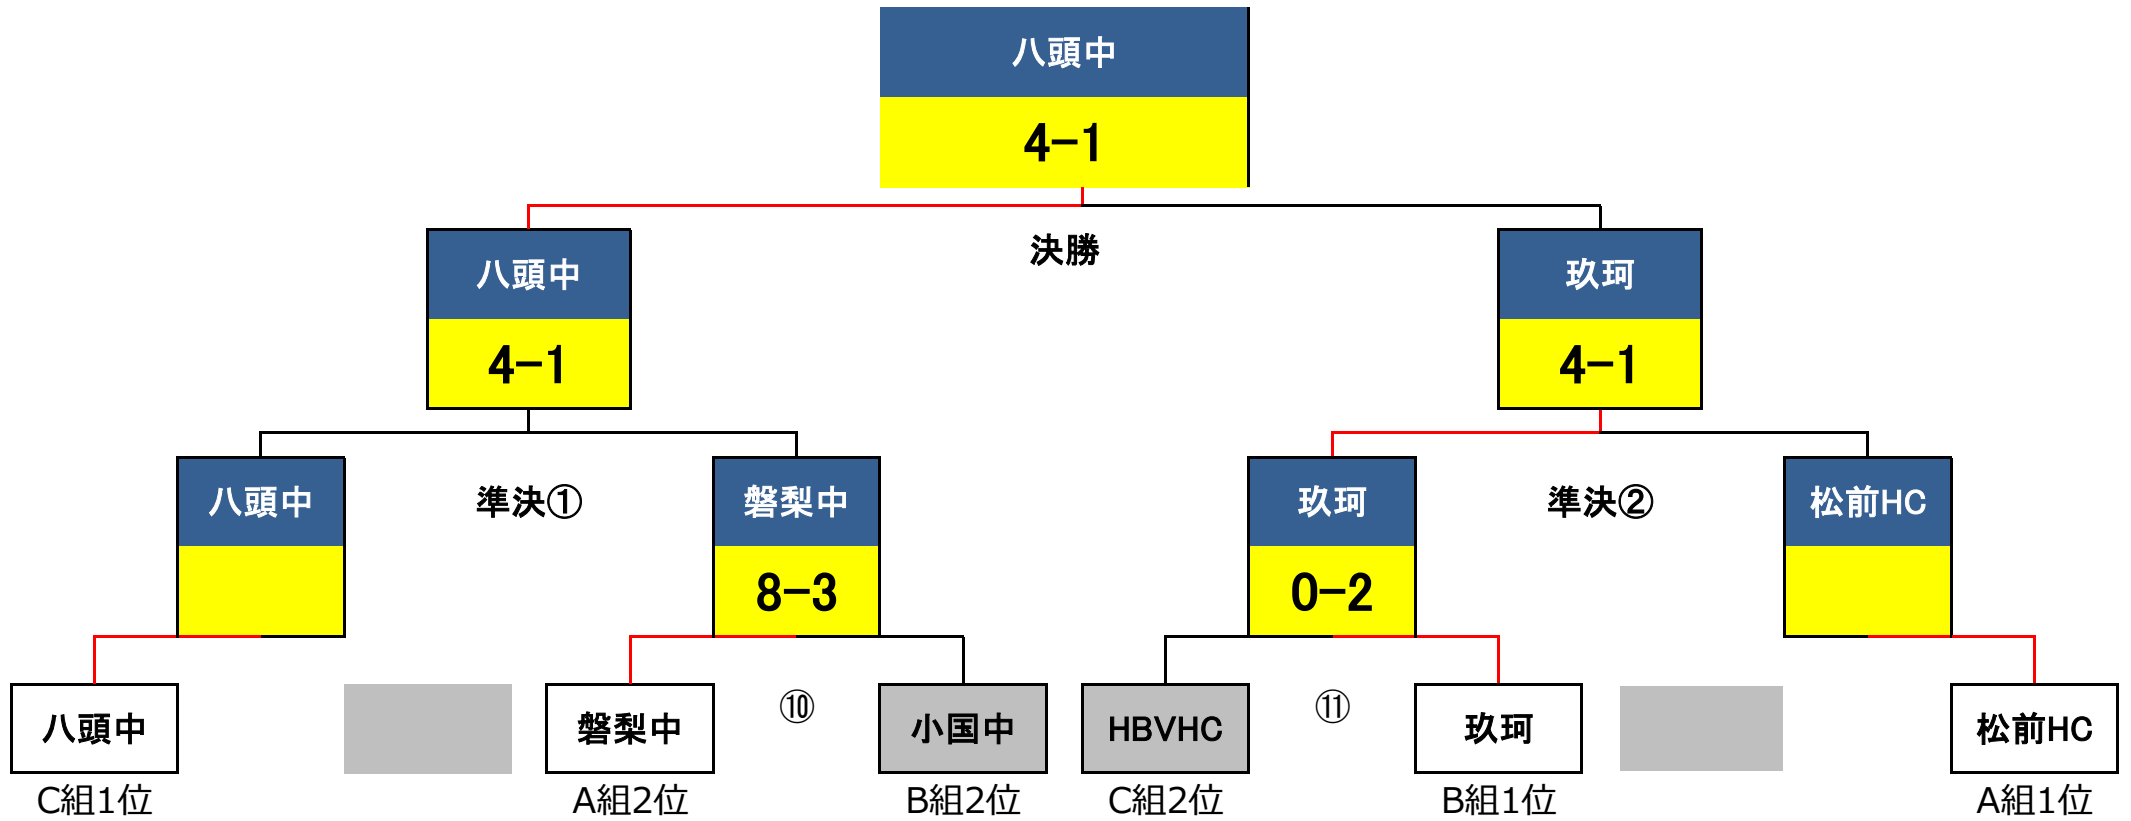 八頭中
4-1
決勝
八頭中
4-1
玖珂
4-1
八頭中
準決①
磐梨中
8-3
玖珂
0-2
準決②
松前HC
八頭中
磐梨中
⑩
小国中
HBVHC
⑪
玖珂
松前HC
C組1位
A組2位
B組2位
C組2位
B組1位
A組1位